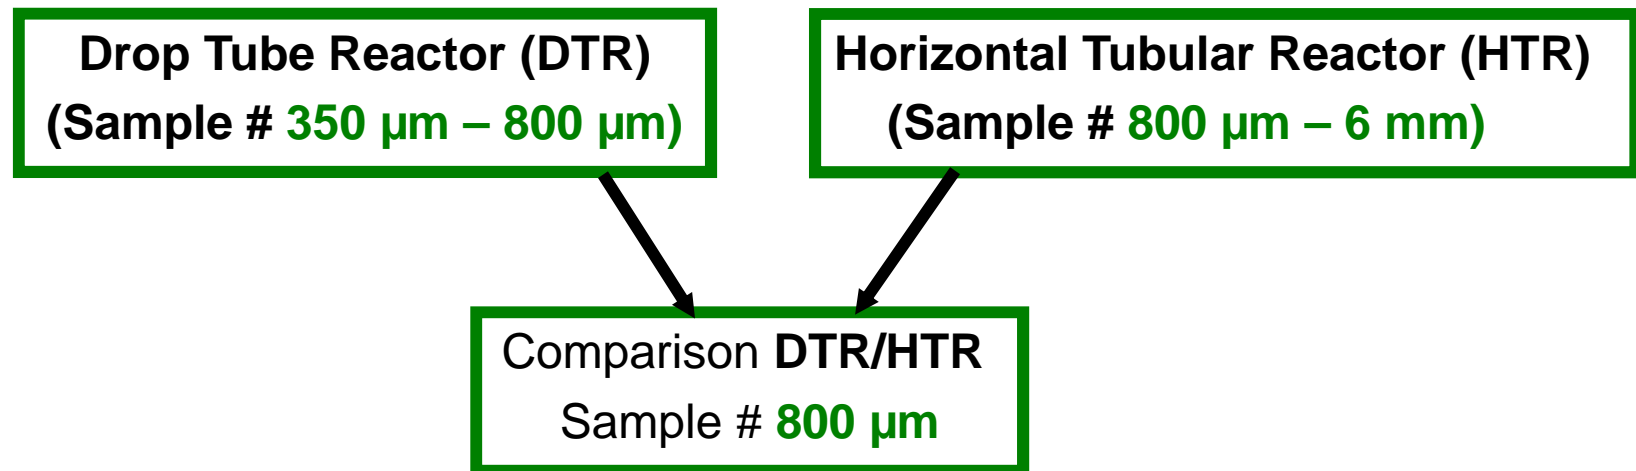 Drop Tube Reactor (DTR)
(Sample # 350 µm – 800 µm)
Horizontal Tubular Reactor (HTR)
(Sample # 800 µm – 6 mm)
Comparison DTR/HTR
Sample # 800 µm